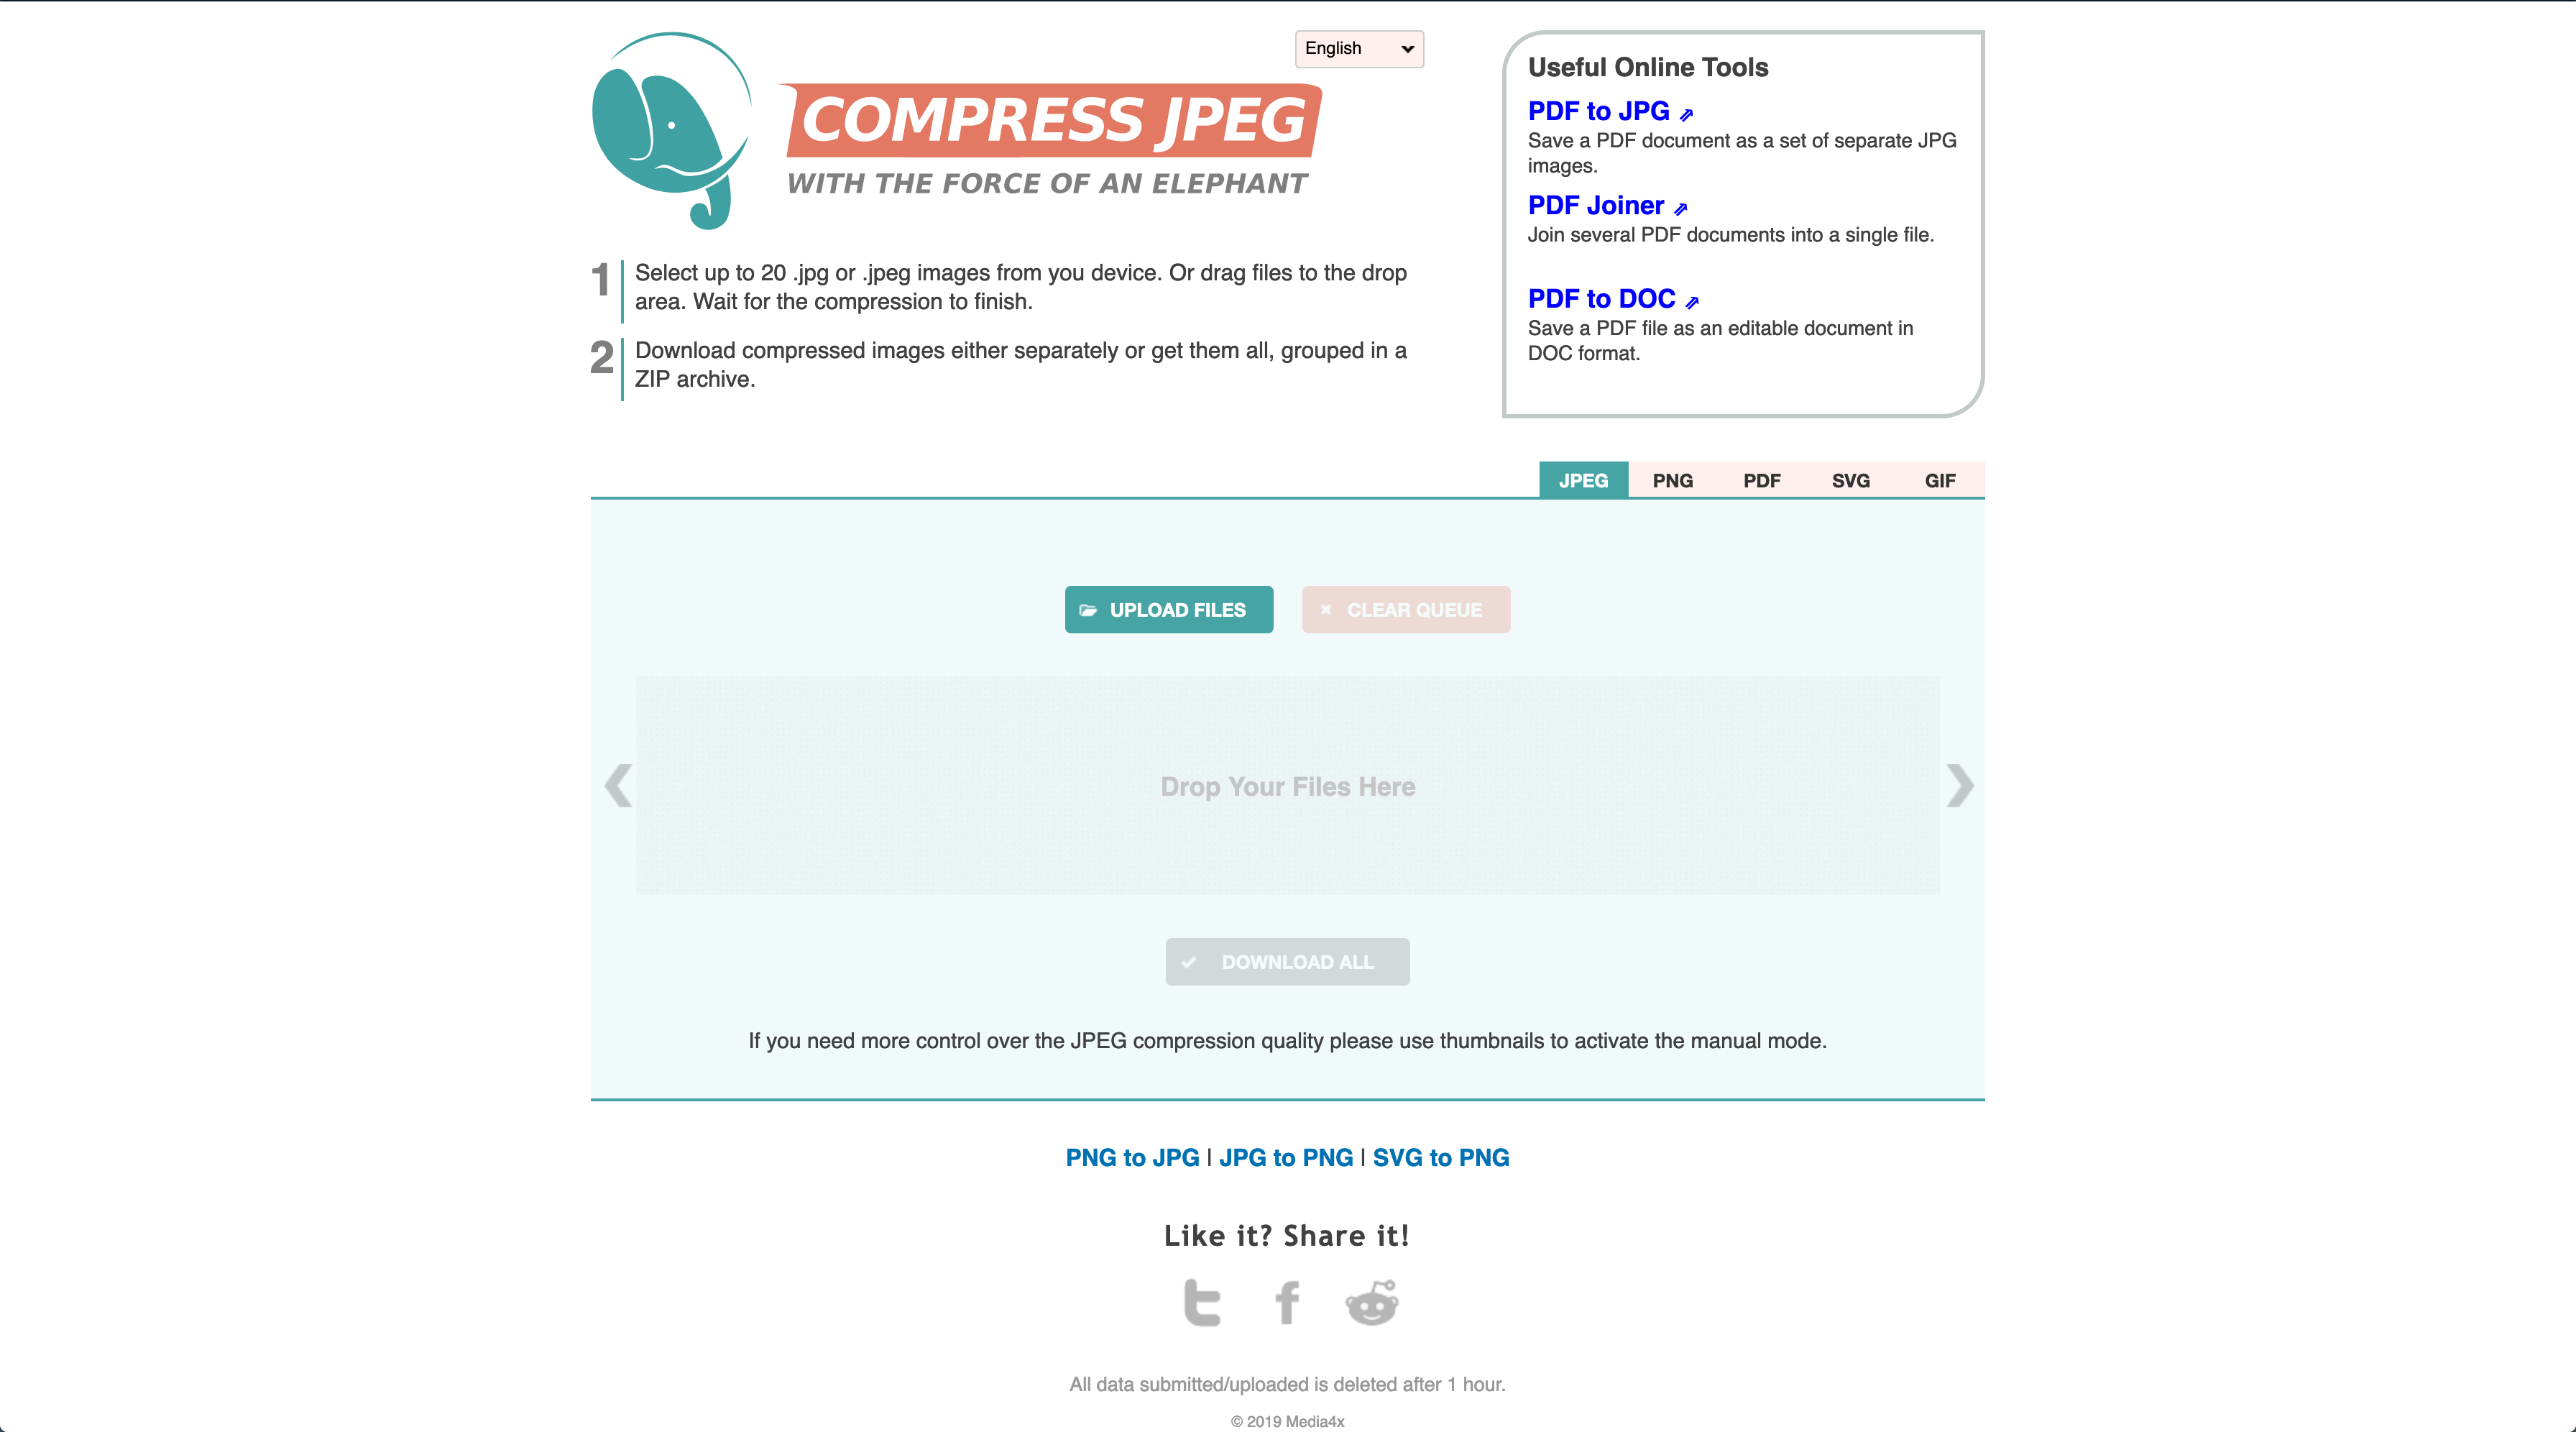 English
COMPRESS JPEG
WITH THE FORCE OF AN ELEPHANT
1
Select up to 20 .jpg or .jpeg images from you device. Or drag files to the drop
area. Wait for the compression to finish.
2
Download compressed images either separately or get them all, grouped in a
ZIP archive.
Useful Online Tools
PDF to JPG
Save a PDF document as a set of separate JPG
images.
PDF Joiner
Join several PDF documents into a single file.
PDF to DOC
Save a PDF file as an editable document in
DOC format.
JPEG PNG PDF SVG GIF
UPLOAD FILES CLEAR QUEUE
Drop Your Files Here
DOWNLOAD ALL
If you need more control over the JPEG compression quality please use thumbnails to activate the manual mode.
PNG to JPG | JPG to PNG | SVG to PNG
Like it? Share it!
All data submitted/uploaded is deleted after 1 hour.
© 2019 Media4x